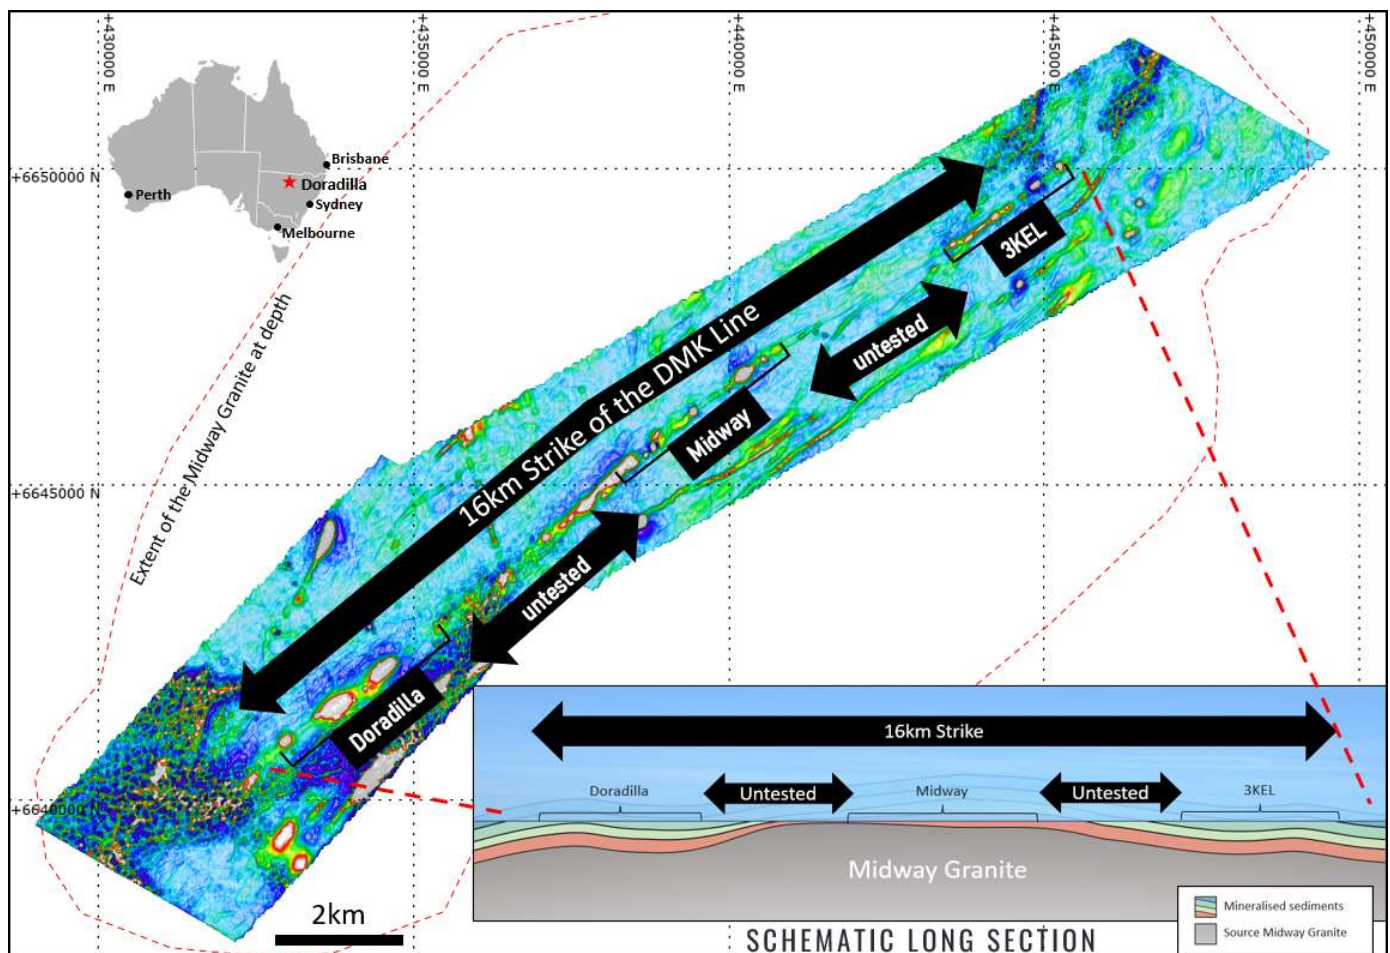 +430000 E
+435000 E
+440000 E
+445000 E
+450000 E
Brisbane
+6650000 N
Doradilla
Perth
Sydney
Melbourne
3KEL
Extent of the Midway Granite at depth
16km Strike of the DMK Line
untested
Midway
+6645000 N
untested
Doradilla
16km Strike
Doradilla
Untested
Midway
Untested
3KEL
+6640000 N
Midway Granite
2km
Mineralised sediments
Source Midway Granite
SCHEMATIC LONG SECTION